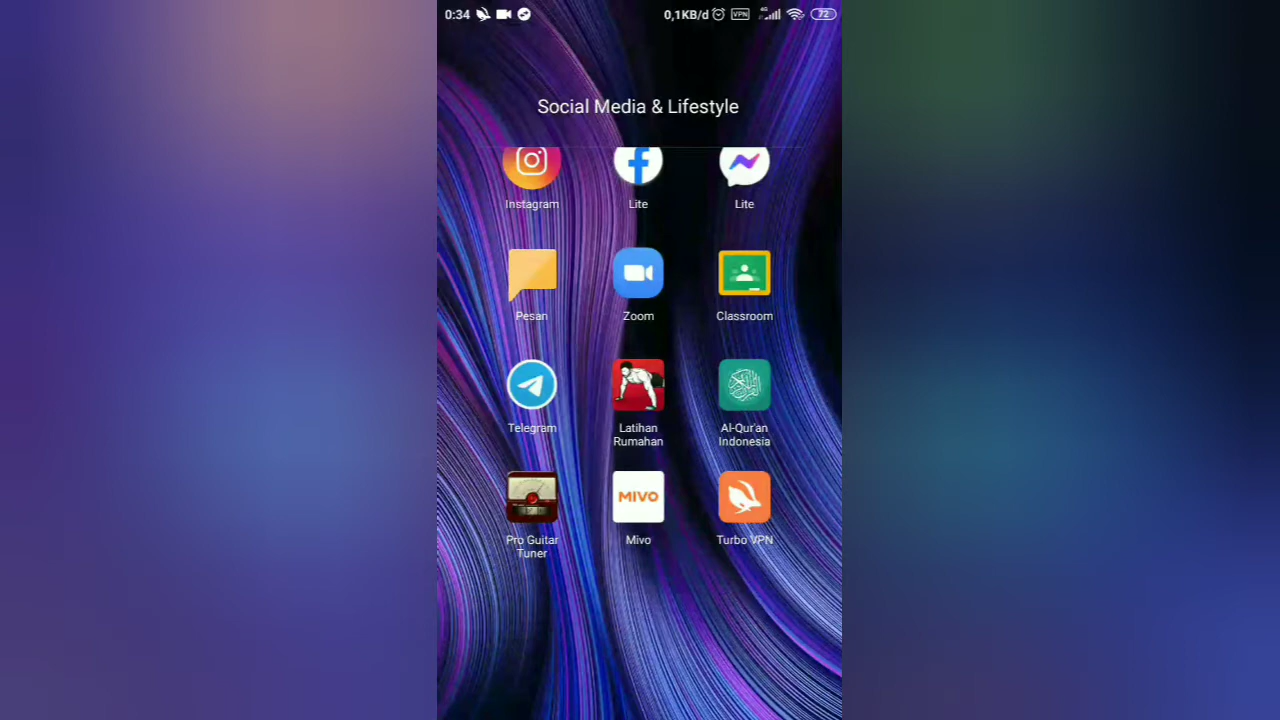 0:34 0,1KB/d VPN 4G 72
Social Media & Lifestyle
Instagram Lite Lite
Pesan Zoom Classroom
Telegram Latihan Al-Qur'an
Rumahan Indonesia
MIVO
Pro Guitar Mivo Turbo VPN
Tuner